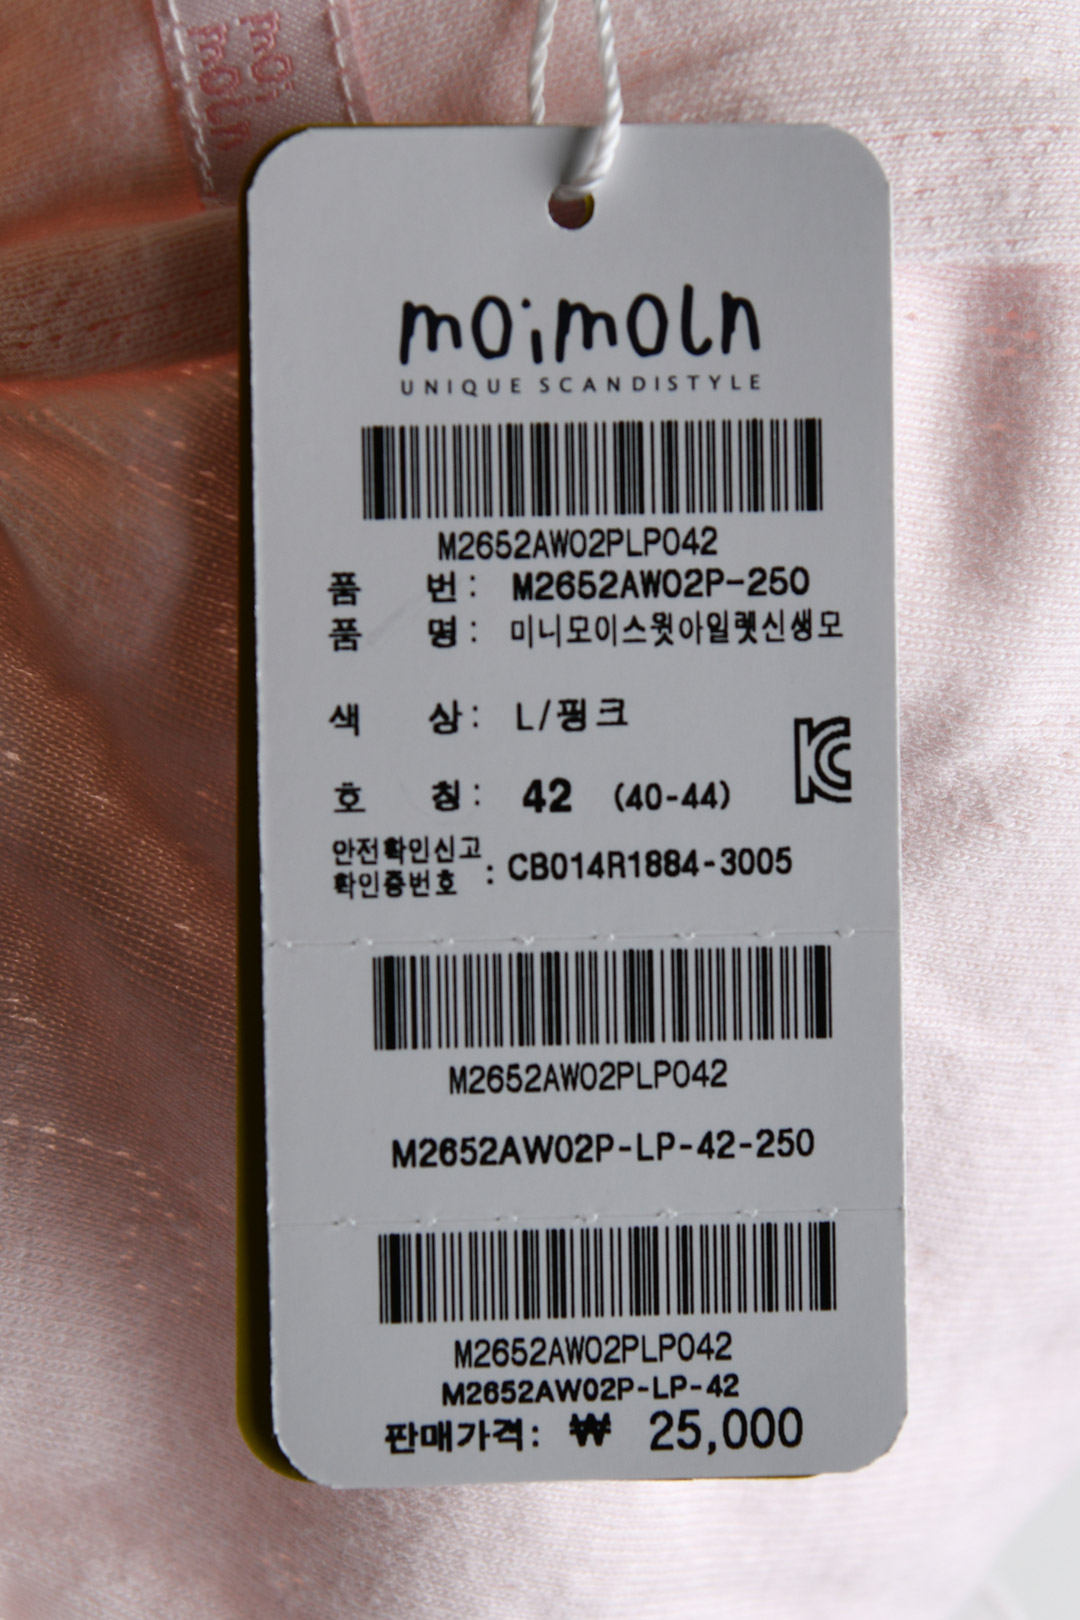 moi
moln
moimoln
UNIQUE SCANDISTYLE
M2652AW02PLP042
품 번: M2652AW02P-250
품 명: 미니모이스윗아일렛신생모
색 상: L/핑크
호 칭: 42 (40-44)
안전확인신고
확인증번호 : CB014R1884-3005
M2652AW02PLP042
M2652AW02P-LP-42-250
M2652AW02PLP042
M2652AW02P-LP-42
판매가격: ₩ 25,000